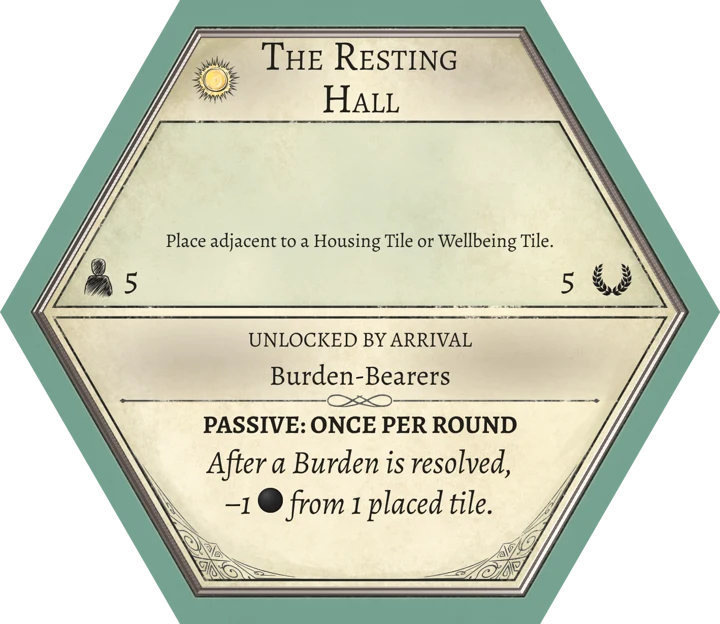 The Resting
Hall
Place adjacent to a Housing Tile or Wellbeing Tile.
5
5
UNLOCKED BY ARRIVAL
Burden-Bearers
PASSIVE: ONCE PER ROUND
After a Burden is resolved,
–1 from 1 placed tile.